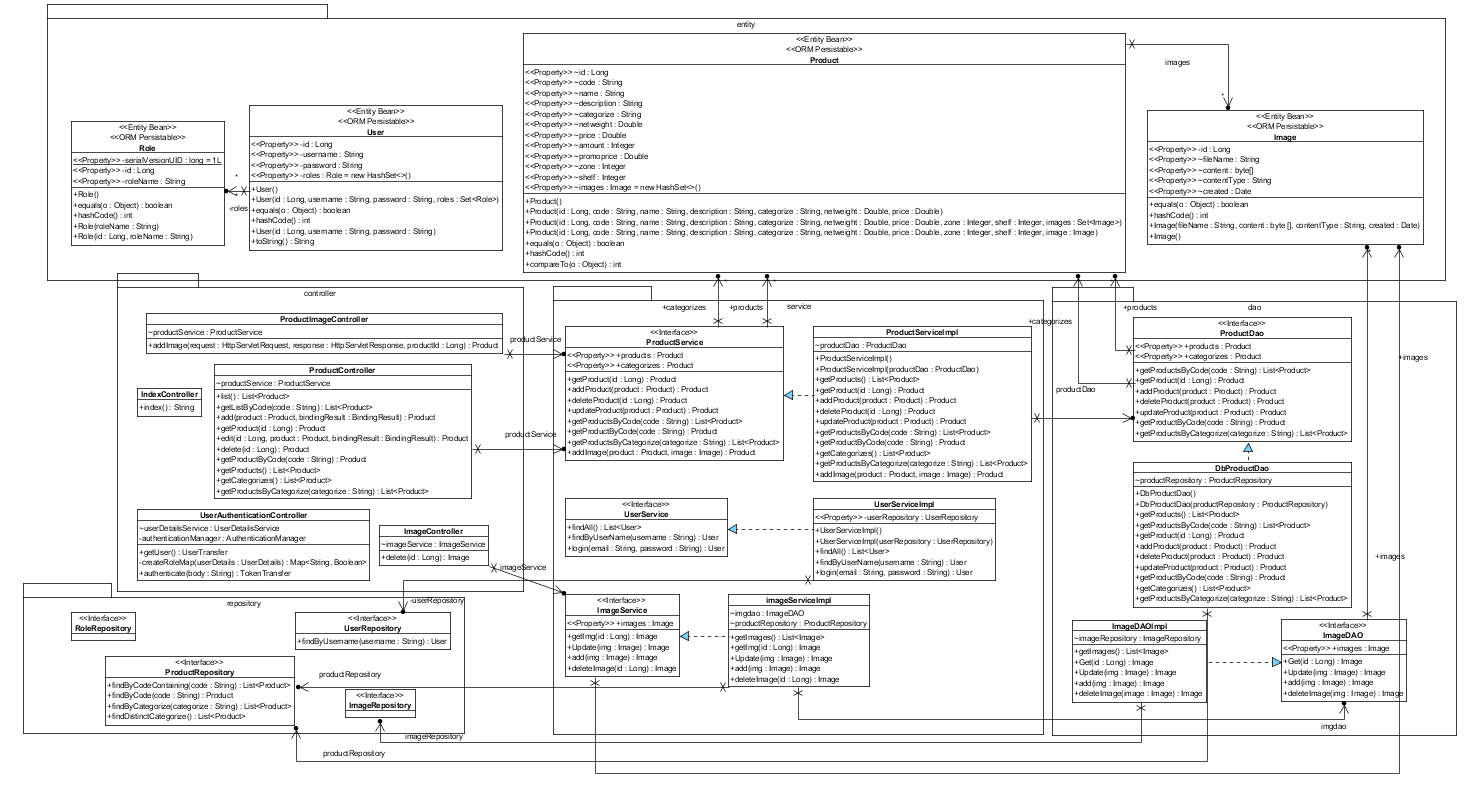 entity
<<Entity Bean>>
<<ORM Persistable>>
Product
<<Property>> ~id : Long
<<Property>> ~code : String
<<Property>> ~name : String
<<Property>> ~description : String
<<Property>> ~categorize : String
<<Property>> ~netweight : Double
<<Property>> ~price : Double
<<Property>> ~amount : Integer
<<Property>> ~promoprice : Double
<<Property>> ~zone : Integer
<<Property>> ~shelf : Integer
<<Property>> ~images : Image = new HashSet<>()
+Product()
+Product(id : Long, code : String, name : String, description : String, categorize : String, netweight : Double, price : Double)
+Product(id : Long, code : String, name : String, description : String, categorize : String, netweight : Double, price : Double, zone : Integer, shelf : Integer, images : Set<Image>)
+Product(id : Long, code : String, name : String, description : String, categorize : String, netweight : Double, price : Double, zone : Integer, shelf : Integer, image : Image)
+equals(o : Object) : boolean
+hashCode() : int
+compareTo(o : Object) : int
images
*
<<Entity Bean>>
<<ORM Persistable>>
Role
<<Property>> -serialVersionUID : long = 1L
<<Property>> -id : Long
<<Property>> -roleName : String
+Role()
+equals(o : Object) : boolean
+hashCode() : int
+Role(roleName : String)
+Role(id : Long, roleName : String)
*
-roles
<<Entity Bean>>
<<ORM Persistable>>
User
<<Property>> -id : Long
<<Property>> -username : String
<<Property>> -password : String
<<Property>> -roles : Role = new HashSet<>()
+User()
+User(id : Long, username : String, password : String, roles : Set<Role>)
+equals(o : Object) : boolean
+hashCode() : int
+User(id : Long, username : String, password : String)
+toString() : String
<<Entity Bean>>
<<ORM Persistable>>
Image
<<Property>> -id : Long
<<Property>> ~fileName : String
<<Property>> ~content : byte[]
<<Property>> ~contentType : String
<<Property>> ~created : Date
+equals(o : Object) : boolean
+hashCode() : int
+Image(fileName : String, content : byte [], contentType : String, created : Date)
+Image()
controller
ProductImageController
~productService : ProductService
+addImage(request : HttpServletRequest, response : HttpServletResponse, productId : Long) : Product
productService
IndexController
+index() : String
ProductController
~productService : ProductService
+list() : List<Product>
+getListByCode(code : String) : List<Product>
+add(product : Product, bindingResult : BindingResult) : Product
+getProduct(id : Long) : Product
+edit(id : Long, product : Product, bindingResult : BindingResult) : Product
+delete(id : Long) : Product
+getProductByCode(code : String) : Product
+getProducts() : List<Product>
+getCategorizes() : List<Product>
+getProductsByCategorize(categorize : String) : List<Product>
productService
UserAuthenticationController
~userDetailsService : UserDetailsService
-authenticationManager : AuthenticationManager
+getUser() : UserTransfer
-createRoleMap(userDetails : UserDetails) : Map<String, Boolean>
+authenticate(body : String) : TokenTransfer
ImageController
~imageService : ImageService
+delete(id : Long) : Image
imageService
service
+categorizes
+products
*
*
<<Interface>>
ProductService
<<Property>> +products : Product
<<Property>> +categorizes : Product
+getProduct(id : Long) : Product
+addProduct(product : Product) : Product
+deleteProduct(id : Long) : Product
+updateProduct(product : Product) : Product
+getProductsByCode(code : String) : List<Product>
+getProductByCode(code : String) : Product
+getProductsByCategorize(categorize : String) : List<Product>
+addImage(product : Product, image : Image) : Product
ProductServiceImpl
~productDao : ProductDao
+ProductServiceImpl()
+ProductServiceImpl(productDao : ProductDao)
+getProducts() : List<Product>
+getProduct(id : Long) : Product
+addProduct(product : Product) : Product
+deleteProduct(id : Long) : Product
+updateProduct(product : Product) : Product
+getProductsByCode(code : String) : List<Product>
+getProductByCode(code : String) : Product
+getCategorizes() : List<Product>
+getProductsByCategorize(categorize : String) : List<Product>
+addImage(product : Product, image : Image) : Product
<<Interface>>
UserService
+findAll() : List<User>
+findByUserName(username : String) : User
+login(email : String, password : String) : User
UserServiceImpl
<<Property>> -userRepository : UserRepository
+UserServiceImpl()
+UserServiceImpl(userRepository : UserRepository)
+findAll() : List<User>
+findByUserName(username : String) : User
+login(email : String, password : String) : User
<<Interface>>
ImageService
<<Property>> +images : Image
+getImg(id : Long) : Image
+Update(img : Image) : Image
+add(img : Image) : Image
+deleteImage(id : Long) : Image
imageServiceImpl
~imgdao : ImageDAO
~productRepository : ProductRepository
+getImages() : List<Image>
+getImg(id : Long) : Image
+Update(img : Image) : Image
+add(img : Image) : Image
+deleteImage(id : Long) : Image
dao
+categorizes
+products
productDao
+images
+images
<<Interface>>
ProductDao
<<Property>> +products : Product
<<Property>> +categorizes : Product
+getProductsByCode(code : String) : List<Product>
+getProduct(id : Long) : Product
+addProduct(product : Product) : Product
+deleteProduct(product : Product) : Product
+updateProduct(product : Product) : Product
+getProductByCode(code : String) : Product
+getProductsByCategorize(categorize : String) : List<Product>
DbProductDao
~productRepository : ProductRepository
+DbProductDao()
+DbProductDao(productRepository : ProductRepository)
+getProducts() : List<Product>
+getProductsByCode(code : String) : List<Product>
+getProduct(id : Long) : Product
+addProduct(product : Product) : Product
+deleteProduct(product : Product) : Product
+updateProduct(product : Product) : Product
+getProductByCode(code : String) : Product
+getCategorizes() : List<Product>
+getProductsByCategorize(categorize : String) : List<Product>
ImageDAOImpl
~imageRepository : ImageRepository
+getImages() : List<Image>
+Get(id : Long) : Image
+Update(img : Image) : Image
+add(img : Image) : Image
+deleteImage(image : Image) : Image
<<Interface>>
ImageDAO
<<Property>> +images : Image
+Get(id : Long) : Image
+Update(img : Image) : Image
+add(img : Image) : Image
+deleteImage(img : Image) : Image
imgdao
repository
-userRepository
<<Interface>>
RoleRepository
<<Interface>>
UserRepository
+findByUsername(username : String) : User
<<Interface>>
ProductRepository
+findByCodeContaining(code : String) : List<Product>
+findByCode(code : String) : Product
+findByCategorize(categorize : String) : List<Product>
+findDistinctCategorize() : List<Product>
productRepository
<<Interface>>
ImageRepository
imageRepository
productRepository